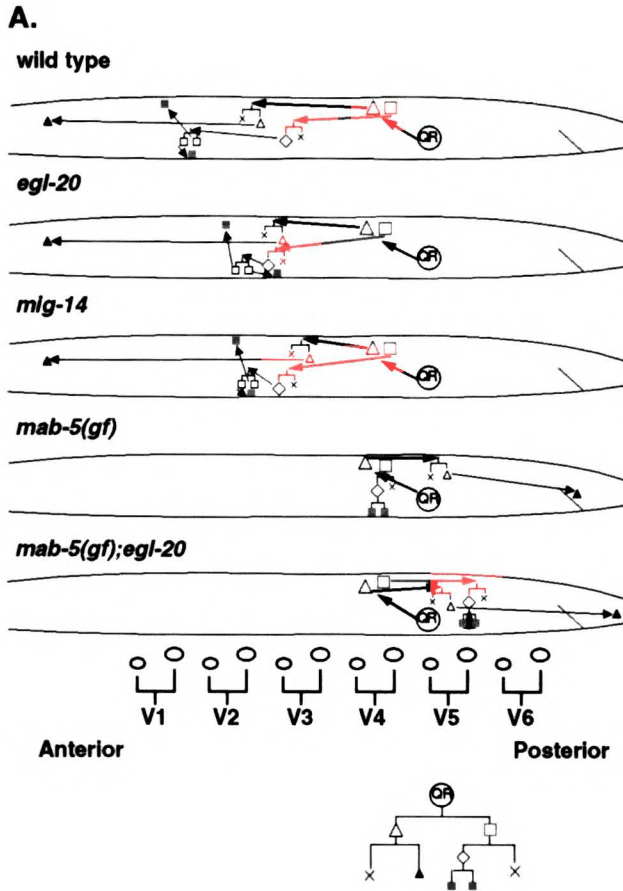 A.
wild type
QR
egl-20
QR
mig-14
QR
mab-5(gf)
QR
mab-5(gf);egl-20
QR
V1 V2 V3 V4 V5 V6
Anterior Posterior
QR